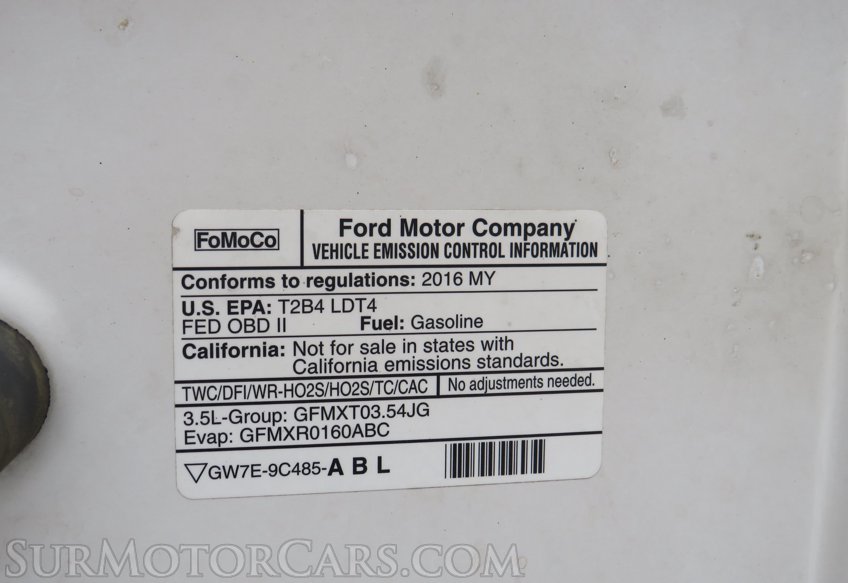 FoMoCo
Ford Motor Company
VEHICLE EMISSION CONTROL INFORMATION
Conforms to regulations: 2016 MY
U.S. EPA: T2B4 LDT4
FED OBD II Fuel: Gasoline
California: Not for sale in states with
California emissions standards.
TWC/DFI/WR-HO2S/HO2S/TC/CAC No adjustments needed.
3.5L-Group: GFMXT03.54JG
Evap: GFMXR0160ABC
GW7E-9C485-A B L
SURMOTORCARS.COM